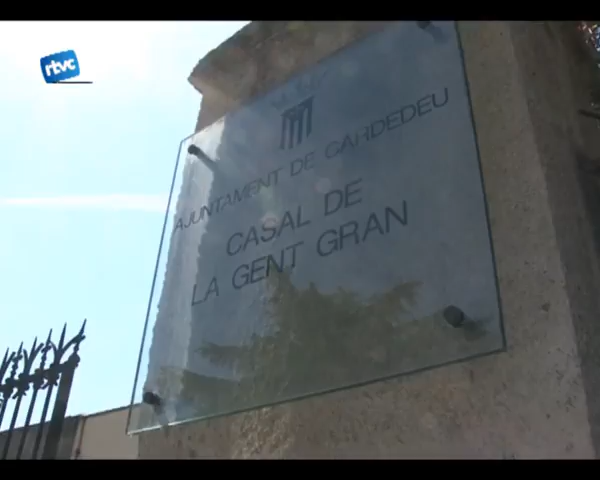 rtvc
AJUNTAMENT DE CARDEDEU
CASAL DE
LA GENT GRAN